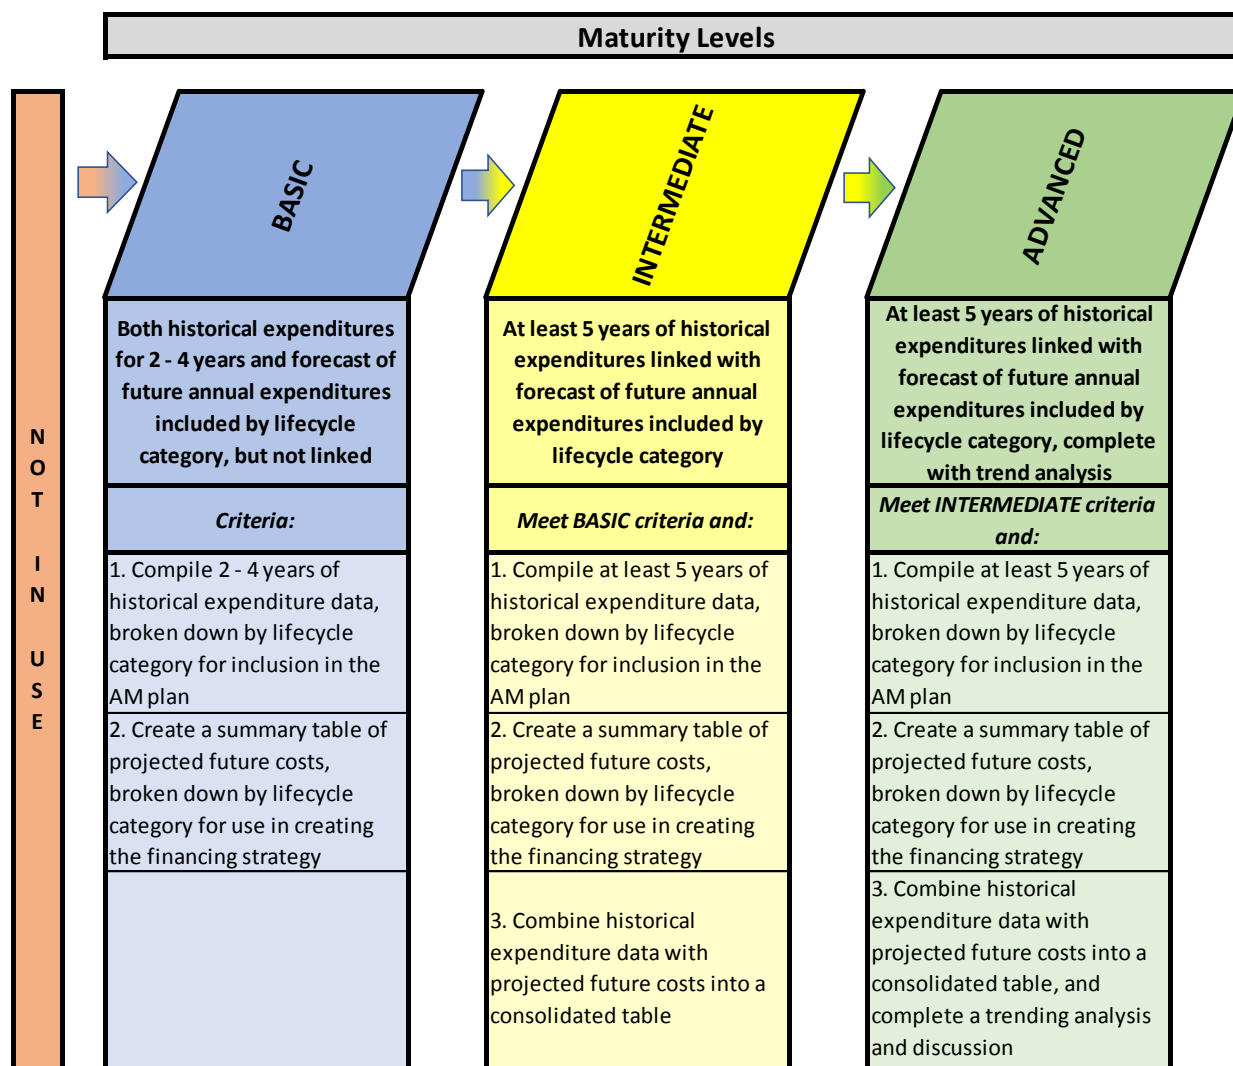 Maturity Levels
NOT IN USE
BASIC
Both historical expenditures
for 2 - 4 years and forecast of
future annual expenditures
included by lifecycle
category, but not linked
Criteria:
1. Compile 2 - 4 years of
historical expenditure data,
broken down by lifecycle
category for inclusion in the
AM plan
2. Create a summary table of
projected future costs,
broken down by lifecycle
category for use in creating
the financing strategy
INTERMEDIATE
At least 5 years of historical
expenditures linked with
forecast of future annual
expenditures included by
lifecycle category
Meet BASIC criteria and:
1. Compile at least 5 years of
historical expenditure data,
broken down by lifecycle
category for inclusion in the
AM plan
2. Create a summary table of
projected future costs,
broken down by lifecycle
category for use in creating
the financing strategy
3. Combine historical
expenditure data with
projected future costs into a
consolidated table
ADVANCED
At least 5 years of historical
expenditures linked with
forecast of future annual
expenditures included by
lifecycle category, complete
with trend analysis
Meet INTERMEDIATE criteria
and:
1. Compile at least 5 years of
historical expenditure data,
broken down by lifecycle
category for inclusion in the
AM plan
2. Create a summary table of
projected future costs,
broken down by lifecycle
category for use in creating
the financing strategy
3. Combine historical
expenditure data with
projected future costs into a
consolidated table, and
complete a trending analysis
and discussion